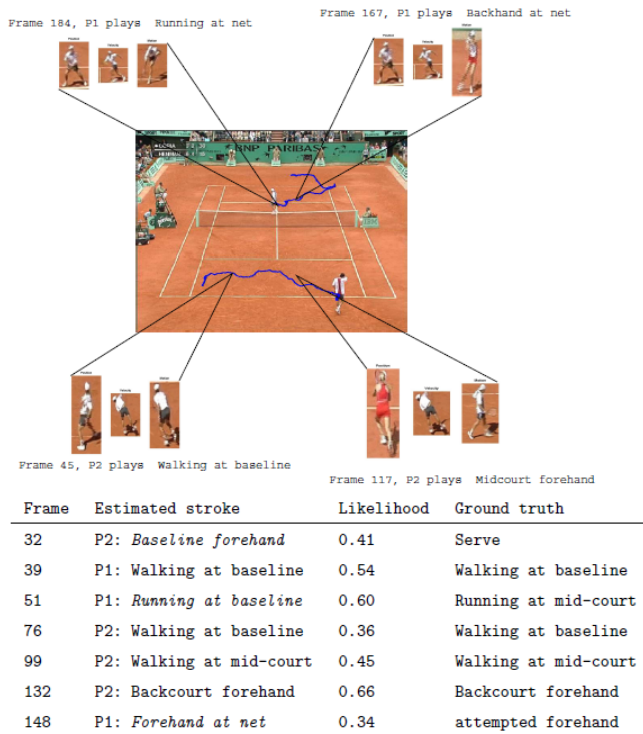 Frame 184, P1 plays Running at net
Frame 167, P1 plays Backhand at net
BNP PARIBAS
Frame 45, P2 plays Walking at baseline
Frame 117, P2 plays Midcourt forehand
Frame Estimated stroke Likelihood Ground truth
32 P2: Baseline forehand 0.41 Serve
39 P1: Walking at baseline 0.54 Walking at baseline
51 P1: Running at baseline 0.60 Running at mid-court
76 P2: Walking at baseline 0.36 Walking at baseline
99 P2: Walking at mid-court 0.45 Walking at mid-court
132 P2: Backcourt forehand 0.66 Backcourt forehand
148 P1: Forehand at net 0.34 attempted forehand